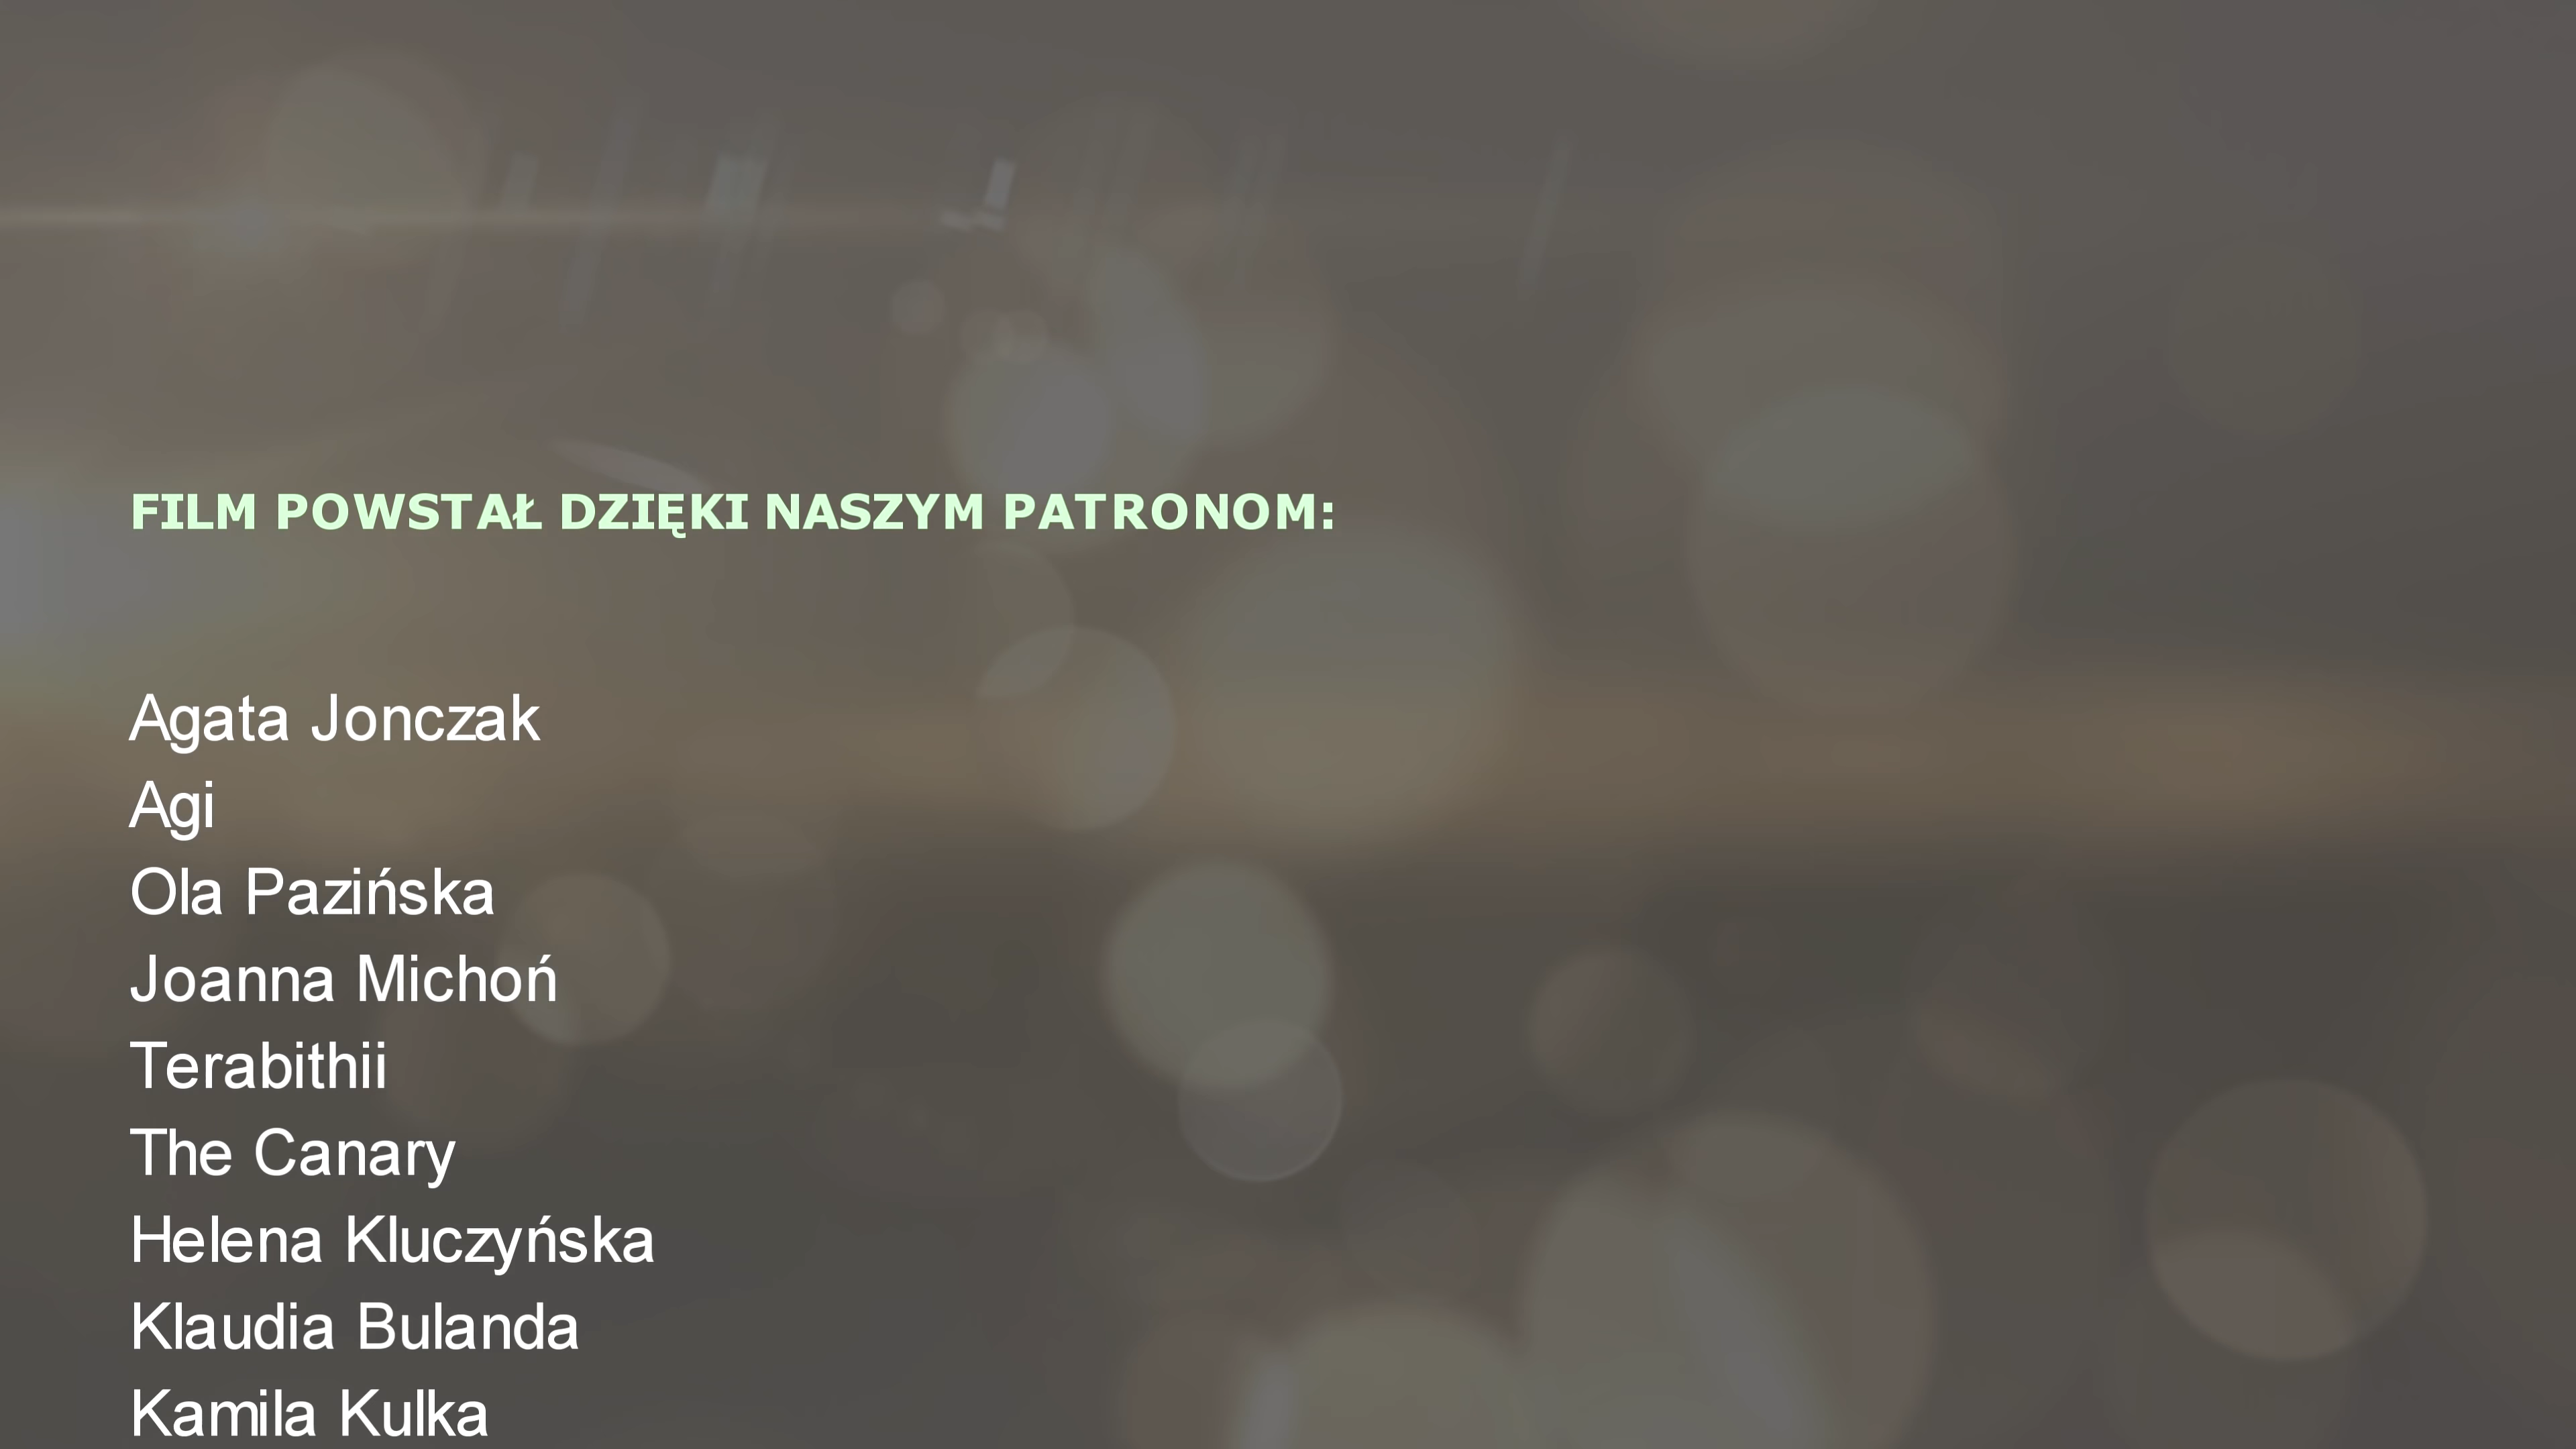 FILM POWSTAŁ DZIĘKI NASZYM PATRONOM:
Agata Jonczak
Agi
Ola Pazińska
Joanna Michoń
Terabithii
The Canary
Helena Kluczyńska
Klaudia Bulanda
Kamila Kulka